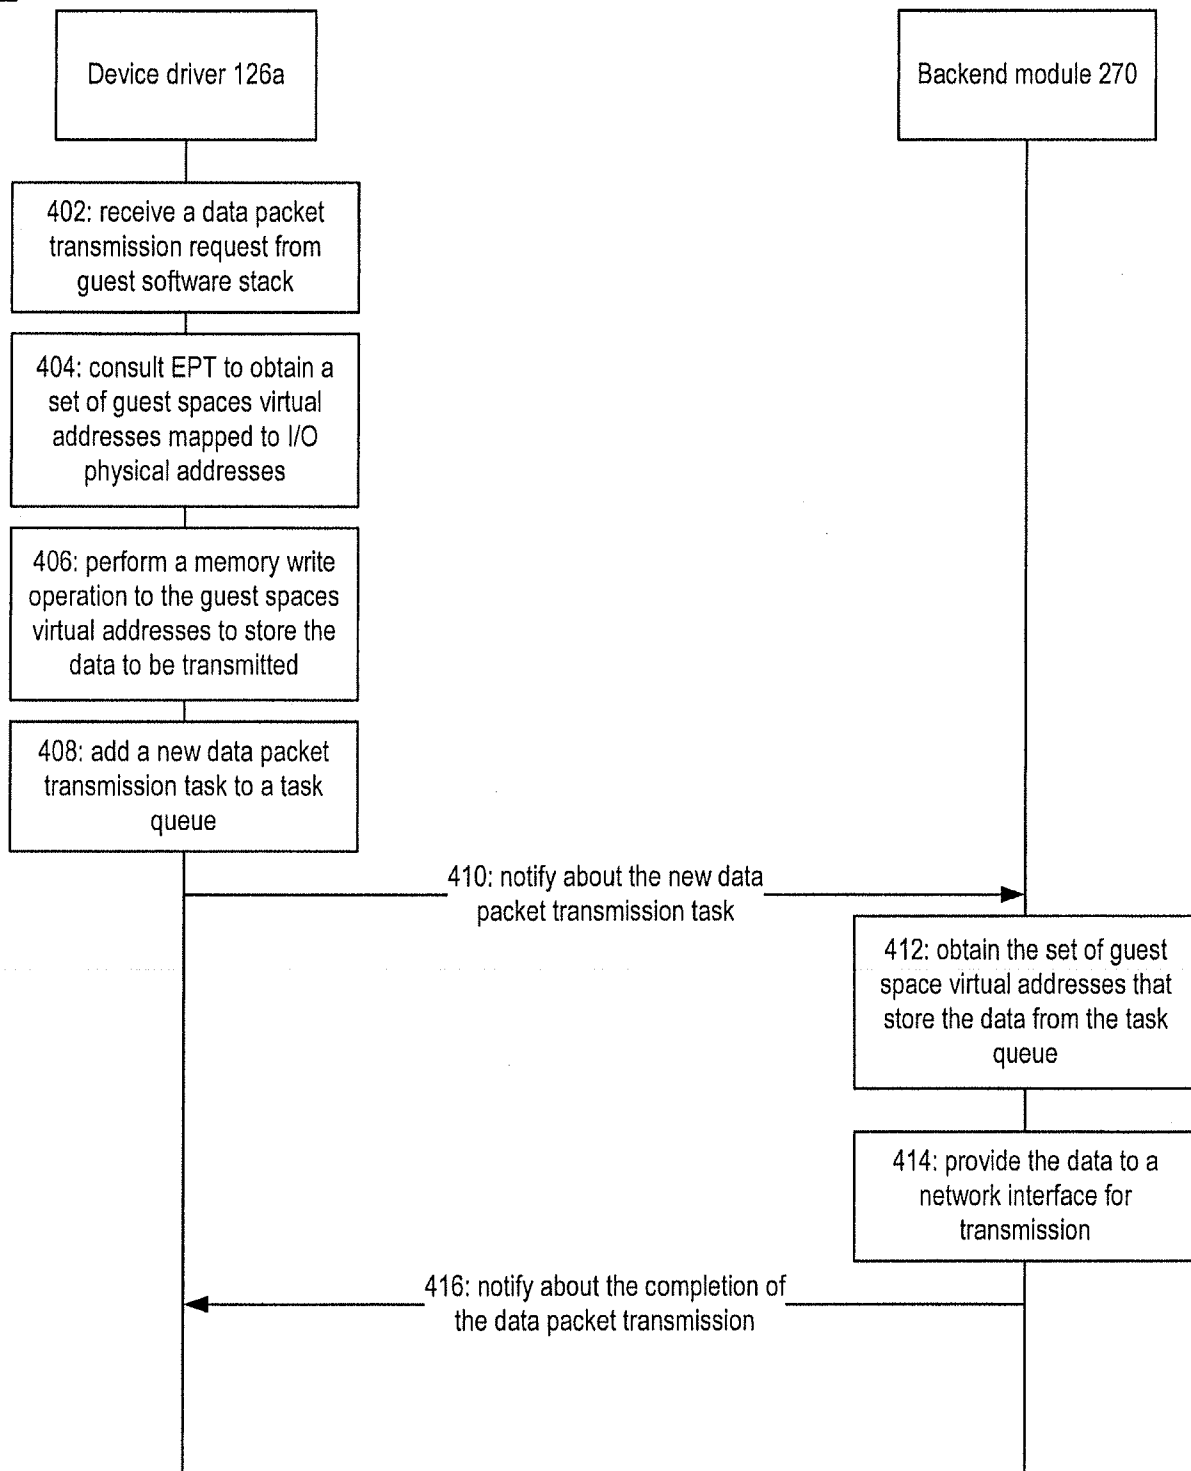 Device driver 126a
Backend module 270
402: receive a data packet
transmission request from
guest software stack
404: consult EPT to obtain a
set of guest spaces virtual
addresses mapped to I/O
physical addresses
406: perform a memory write
operation to the guest spaces
virtual addresses to store the
data to be transmitted
408: add a new data packet
transmission task to a task
queue
410: notify about the new data
packet transmission task
412: obtain the set of guest
space virtual addresses that
store the data from the task
queue
414: provide the data to a
network interface for
transmission
416: notify about the completion of
the data packet transmission